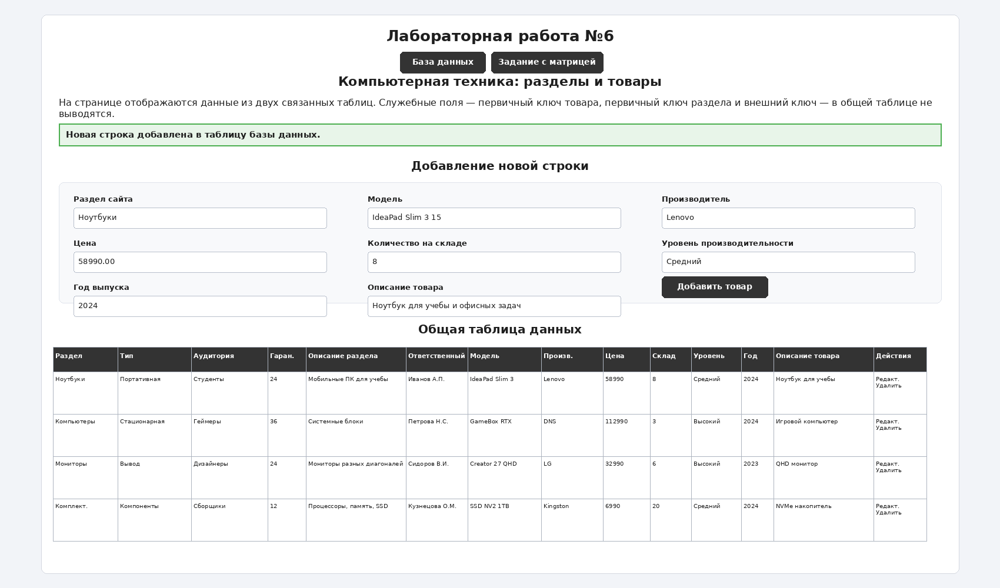 Лабораторная работа №6
База данных Задание с матрицей
Компьютерная техника: разделы и товары
На странице отображаются данные из двух связанных таблиц. Служебные поля — первичный ключ товара, первичный ключ раздела и внешний ключ — в общей таблице не
выводятся.
Новая строка добавлена в таблицу базы данных.
Добавление новой строки
Раздел сайта Модель Производитель
Ноутбуки IdeaPad Slim 3 15 Lenovo
Цена Количество на складе Уровень производительности
58990.00 8 Средний
Год выпуска Описание товара Добавить товар
2024 Ноутбук для учебы и офисных задач
Общая таблица данных
Раздел Тип Аудитория Гаран. Описание раздела Ответственный Модель Произв. Цена Склад Уровень Год Описание товара Действия
Ноутбуки Портативная Студенты 24 Мобильные ПК для учебы Иванов А.П. IdeaPad Slim 3 Lenovo 58990 8 Средний 2024 Ноутбук для учебы Редакт.
Удалить
Компьютеры Стационарная Геймеры 36 Системные блоки Петрова Н.С. GameBox RTX DNS 112990 3 Высокий 2024 Игровой компьютер Редакт.
Удалить
Мониторы Вывод Дизайнеры 24 Мониторы разных диагоналей Сидоров В.И. Creator 27 QHD LG 32990 6 Высокий 2023 QHD монитор Редакт.
Удалить
Комплект. Компоненты Сборщики 12 Процессоры, память, SSD Кузнецова О.М. SSD NV2 1TB Kingston 6990 20 Средний 2024 NVMe накопитель Редакт.
Удалить